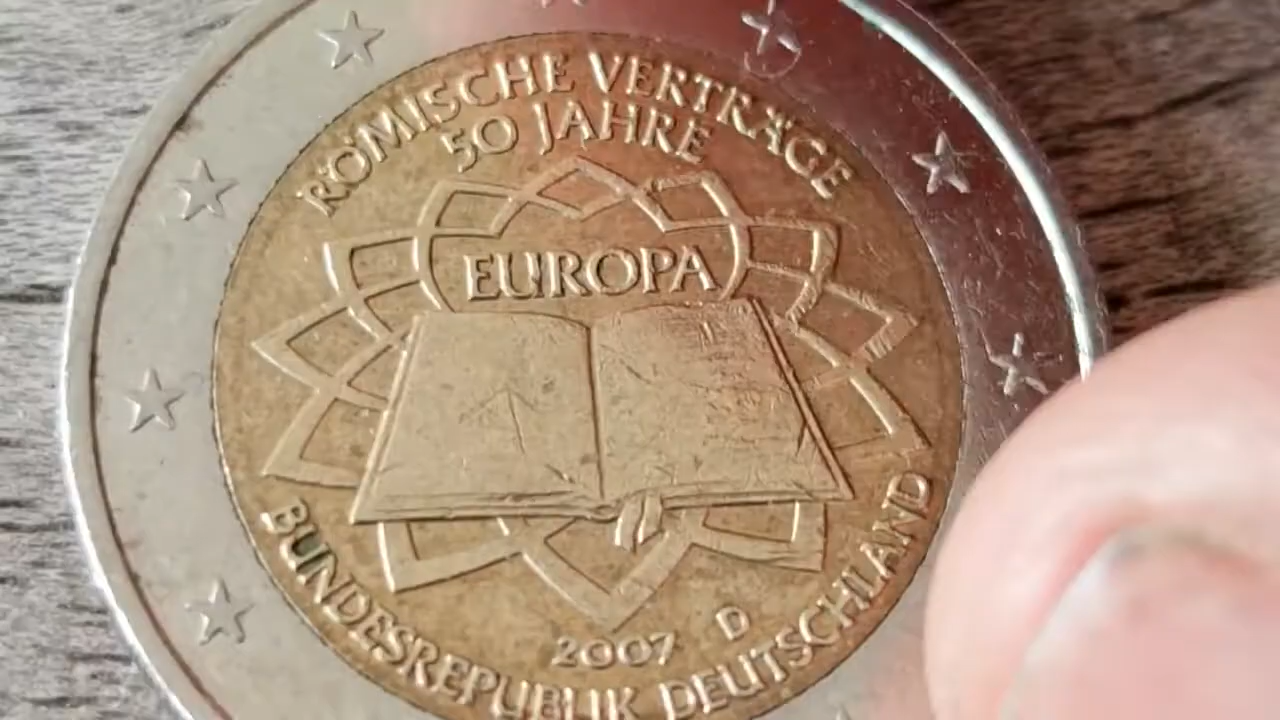 RÖMISCHE VERTRÄGE
50 JAHRE
EUROPA
2007 D
BUNDESREPUBLIK DEUTSCHLAND